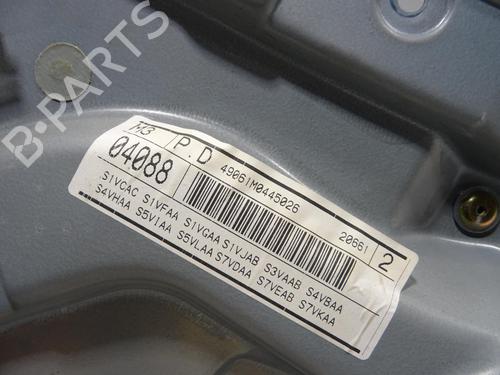 B-PARTS
M3 P.D 49061M0445026 20661 2
04088
S1VCAC S1VFAA S1VGAA S1VJAB S3VAAB S4VBAA
S4VHAA S5V1AA S5VLAA S7VDAA S7VEAB S7VKAA